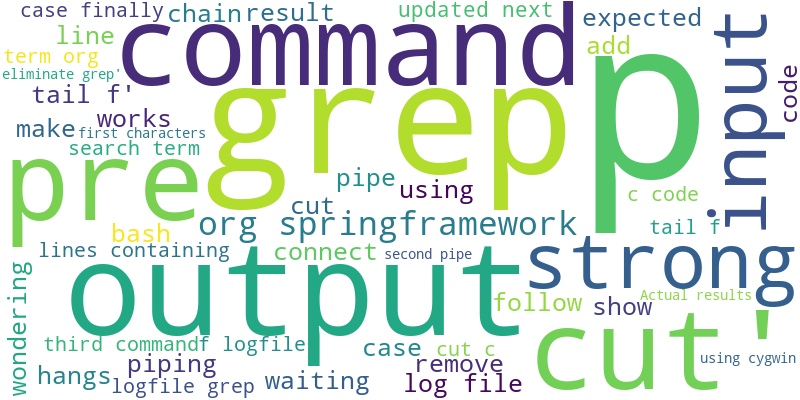 case finally
chain
result
updated next
expected
line
command
p
input
add
term org
eliminate grep'
grep
code
tail f'
works
make
first characters
search term
pre
pipe
using
c code
cut
org springframework
tail f
bash
lines containing
connect
second pipe
strong
output
wondering
Actual results
follow
show
cut'
third command
f logfile
case
cut c
piping
remove
using cygwin
hangs
logfile grep
waiting
log file